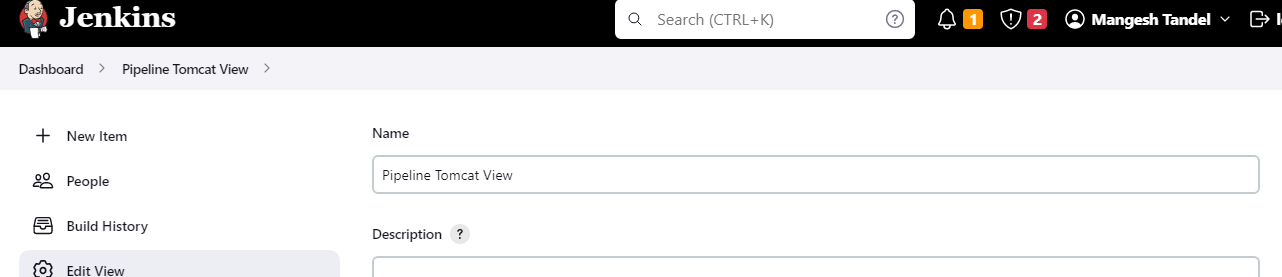 Jenkins
Search (CTRL+K)
?
1
2
Mangesh Tandel
Dashboard
Pipeline Tomcat View
New Item
Name
Pipeline Tomcat View
People
Build History
Description ?
Edit View